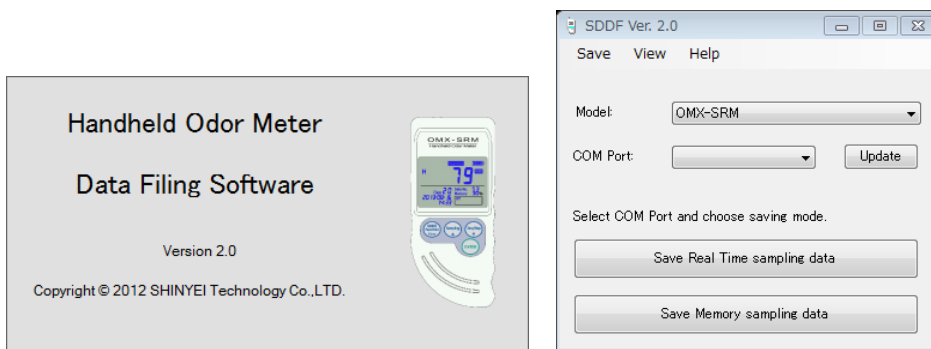 Handheld Odor Meter
Data Filing Software
Version 2.0
Copyright © 2012 SHINYEI Technology Co.,LTD.
OMX-SRM
79
SDDF Ver. 2.0
Save View Help
Model: OMX-SRM
COM Port: Update
Select COM Port and choose saving mode.
Save Real Time sampling data
Save Memory sampling data